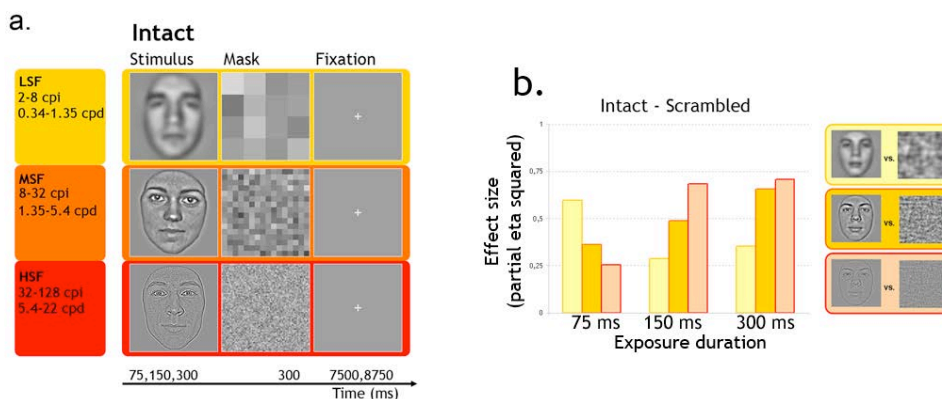 a.
Intact
Stimulus Mask Fixation
LSF
2-8 cpi
0.34-1.35 cpd
MSF
8-32 cpi
1.35-5.4 cpd
HSF
32-128 cpi
5.4-22 cpd
75,150,300 300 7500,8750
Time (ms)
b.
Intact - Scrambled
Effect size
(partial eta squared)
1
0,75
0,5
0,25
0
75 ms 150 ms 300 ms
Exposure duration
vs.
vs.
vs.